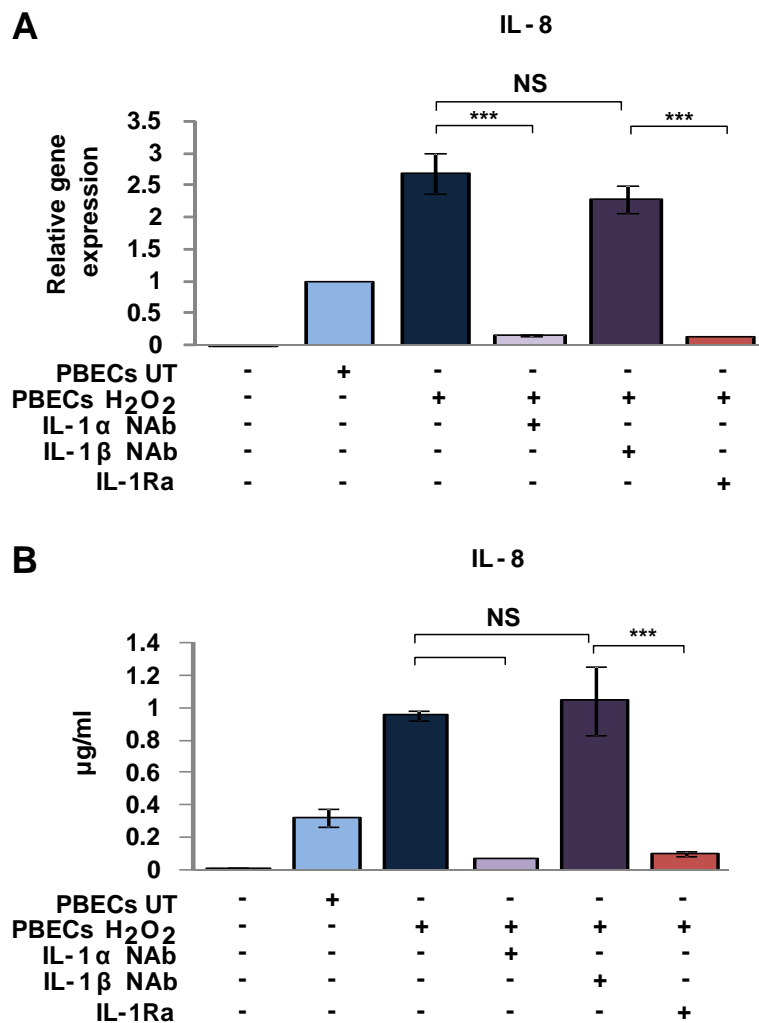 A
IL-8
NS
*** ***
3.5
3
2.5
2
1.5
1
0.5
0
Relative gene
expression
PBECs UT - + - - - -
PBECs H₂O₂ - - + + + +
IL-1α NAb - - - + - -
IL-1β NAb - - - - + -
IL-1Ra - - - - - +
B
IL-8
NS
***
1.4
1.2
1
0.8
0.6
0.4
0.2
0
µg/ml
PBECs UT - + - - - -
PBECs H₂O₂ - - + + + +
IL-1α NAb - - - + - -
IL-1β NAb - - - - + -
IL-1Ra - - - - - +